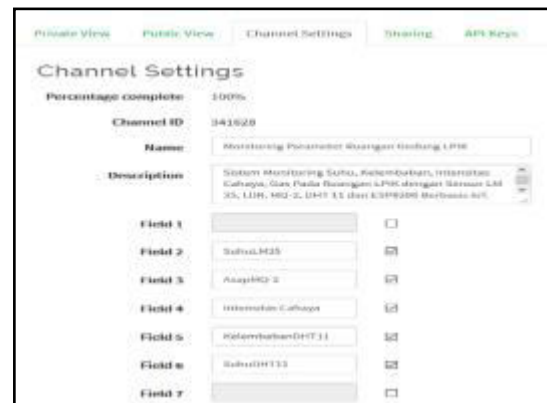 Private View Public View Channel Settings Sharing API Keys
Channel Settings
Percentage complete 100%
Channel ID 341628
Name Monitoring Parameter Ruangan Gedung LPIK
Description Sistem Monitoring Suhu, Kelembaban, Intensitas
Cahaya, Gas Pada Ruangan LPIK dengan Sensor LM
35, LDR, MQ-2, DHT 11 dan ESP8266 Berbasis IoT.
Field 1
Field 2 SuhuLM35
Field 3 AsapMQ-2
Field 4 Intensitas Cahaya
Field 5 KelembabanDHT11
Field 6 SuhuDHT11
Field 7